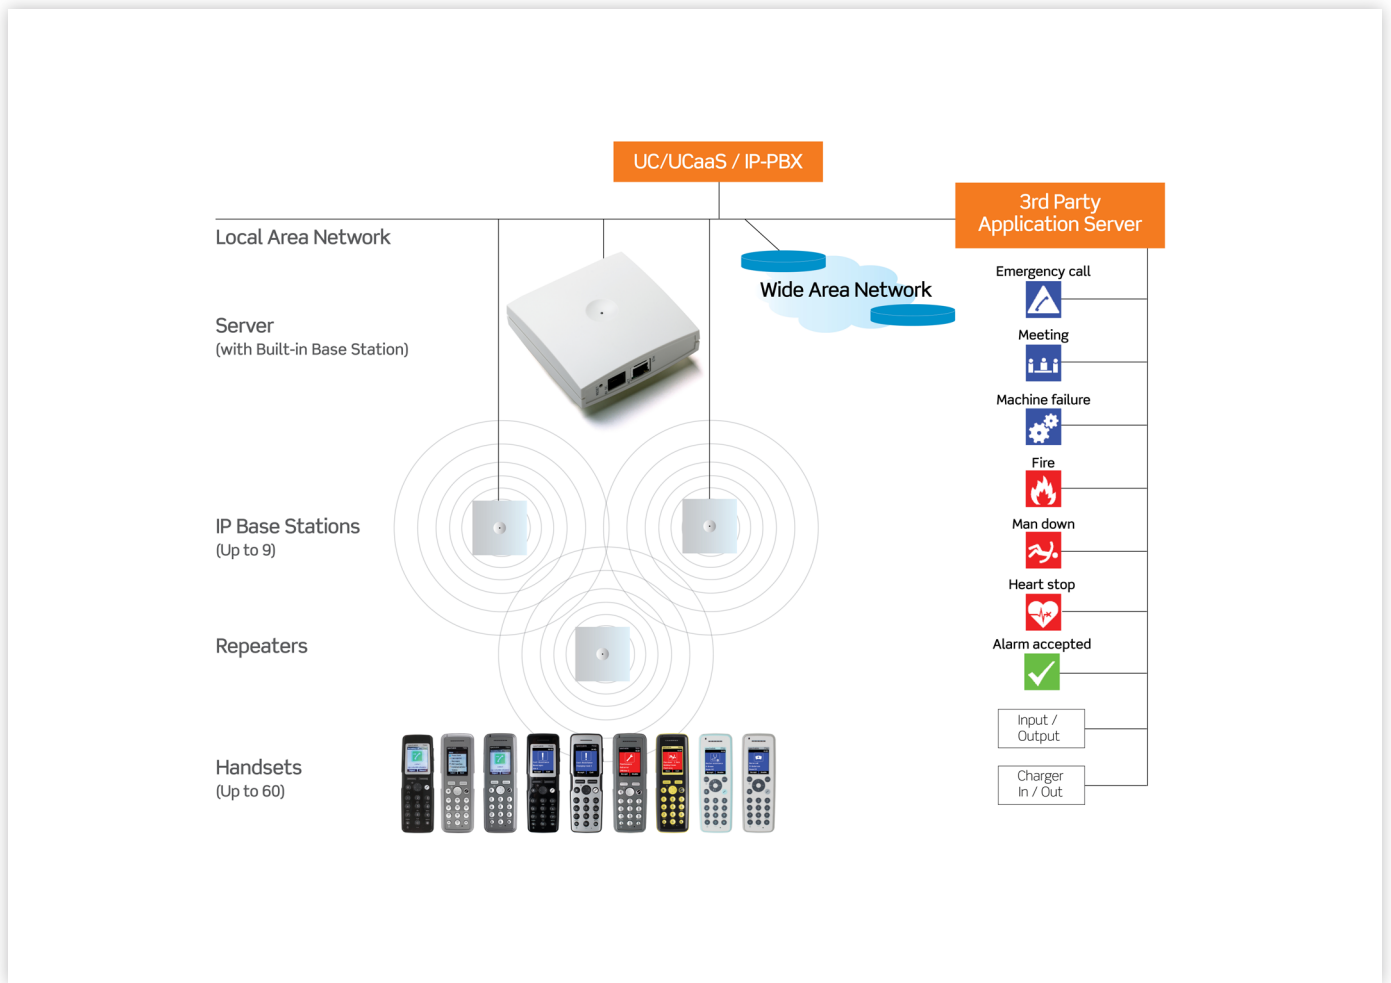 UC/UCaaS / IP-PBX
3rd Party
Application Server
Local Area Network
Wide Area Network
Server
(with Built-in Base Station)
IP Base Stations
(Up to 9)
Repeaters
Handsets
(Up to 60)
Emergency call
Meeting
Machine failure
Fire
Man down
Heart stop
Alarm accepted
Input /
Output
Charger
In / Out